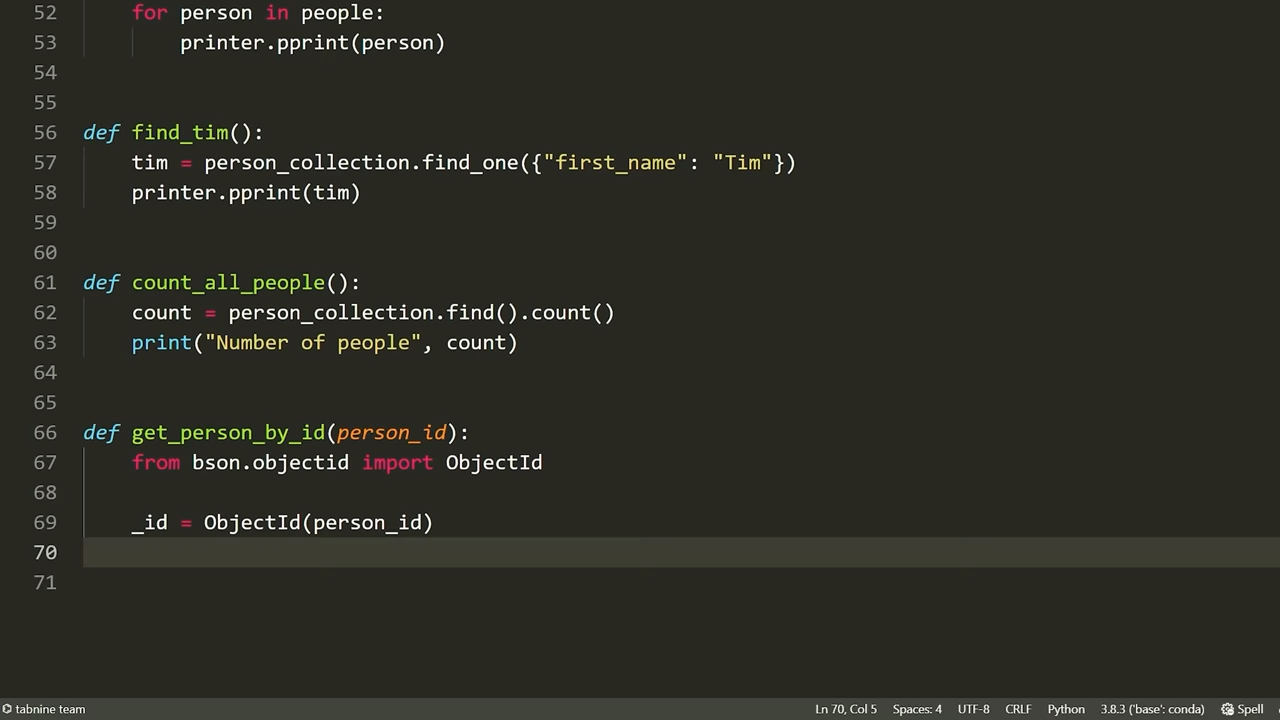 52 for person in people:
53 printer.pprint(person)
54
55
56 def find_tim():
57 tim = person_collection.find_one({"first_name": "Tim"})
58 printer.pprint(tim)
59
60
61 def count_all_people():
62 count = person_collection.find().count()
63 print("Number of people", count)
64
65
66 def get_person_by_id(person_id):
67 from bson.objectid import ObjectId
68
69 _id = ObjectId(person_id)
70
71
tabnine team Ln 70, Col 5 Spaces: 4 UTF-8 CRLF Python 3.8.3 ('base': conda) Spell